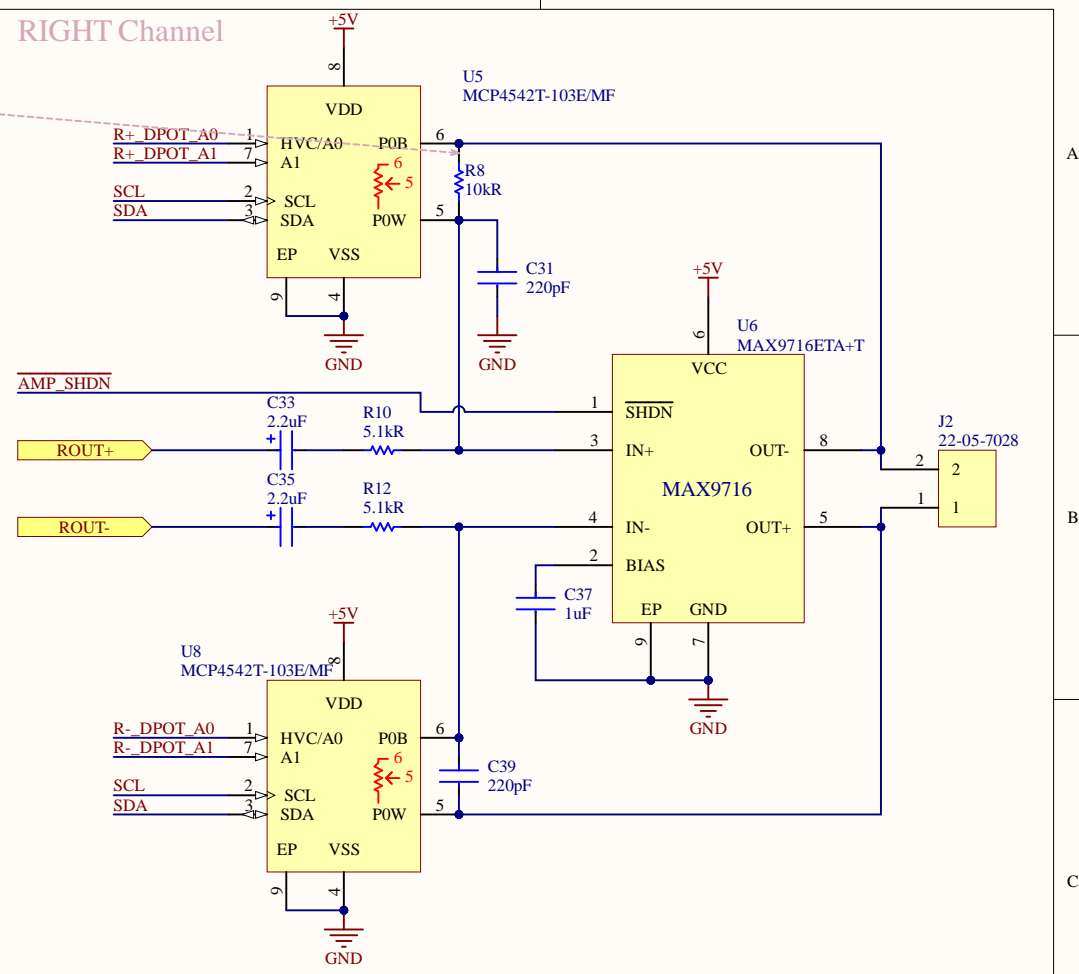 RIGHT Channel
+5V
8
U5
MCP4542T-103E/MF
VDD
R+_DPOT_A0
1
HVC/A0
P0B
6
R+_DPOT_A1
7
A1
6
5
R8
10kR
SCL
2
SCL
SDA
3
SDA
P0W
5
EP
VSS
9
4
GND
C31
220pF
GND
+5V
6
U6
MAX9716ETA+T
VCC
AMP_SHDN
1
SHDN
C33
2.2uF
R10
5.1kR
ROUT+
3
IN+
OUT-
8
J2
22-05-7028
2
2
C35
2.2uF
R12
5.1kR
MAX9716
1
1
ROUT-
4
IN-
OUT+
5
2
BIAS
C37
1uF
EP
GND
9
7
GND
+5V
8
U8
MCP4542T-103E/MF
VDD
R-_DPOT_A0
1
HVC/A0
P0B
6
R-_DPOT_A1
7
A1
6
5
C39
220pF
SCL
2
SCL
SDA
3
SDA
P0W
5
EP
VSS
9
4
GND
A
B
C